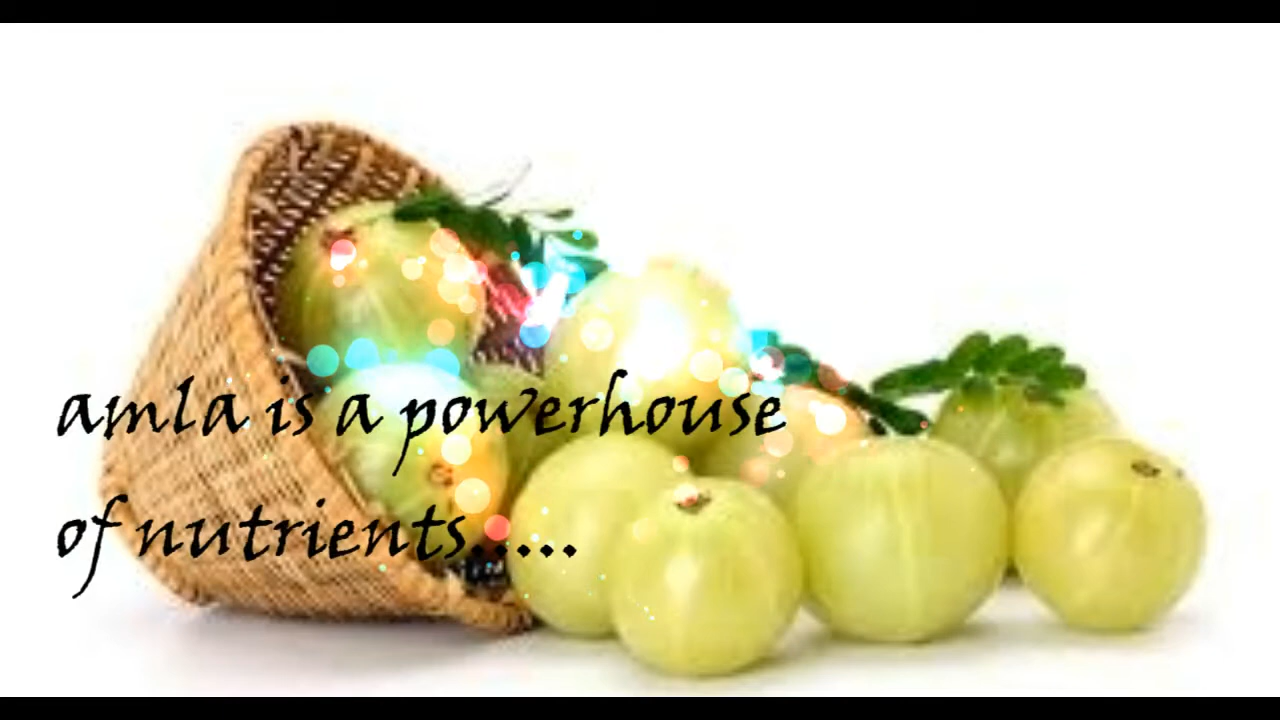 amla is a powerhouse
of nutrients.....